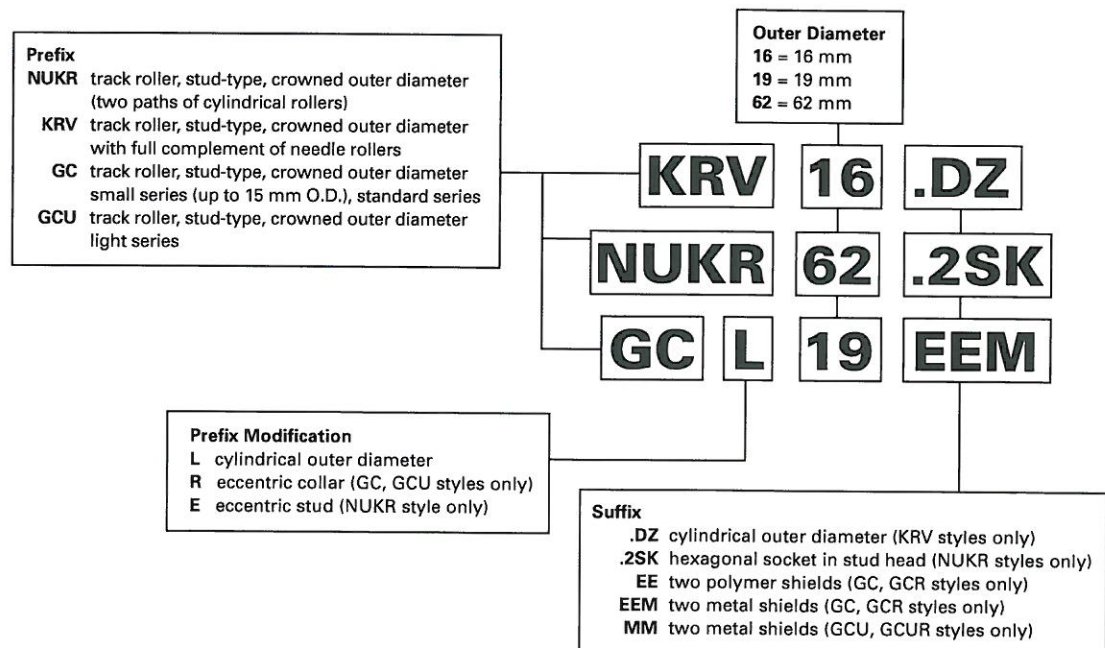 Outer Diameter
16 = 16 mm
19 = 19 mm
62 = 62 mm
Prefix
NUKR track roller, stud-type, crowned outer diameter
(two paths of cylindrical rollers)
KRV track roller, stud-type, crowned outer diameter
with full complement of needle rollers
GC track roller, stud-type, crowned outer diameter
small series (up to 15 mm O.D.), standard series
GCU track roller, stud-type, crowned outer diameter
light series
KRV 16 .DZ
NUKR 62 .2SK
GC L 19 EEM
Prefix Modification
L cylindrical outer diameter
R eccentric collar (GC, GCU styles only)
E eccentric stud (NUKR style only)
Suffix
.DZ cylindrical outer diameter (KRV styles only)
.2SK hexagonal socket in stud head (NUKR styles only)
EE two polymer shields (GC, GCR styles only)
EEM two metal shields (GC, GCR styles only)
MM two metal shields (GCU, GCUR styles only)